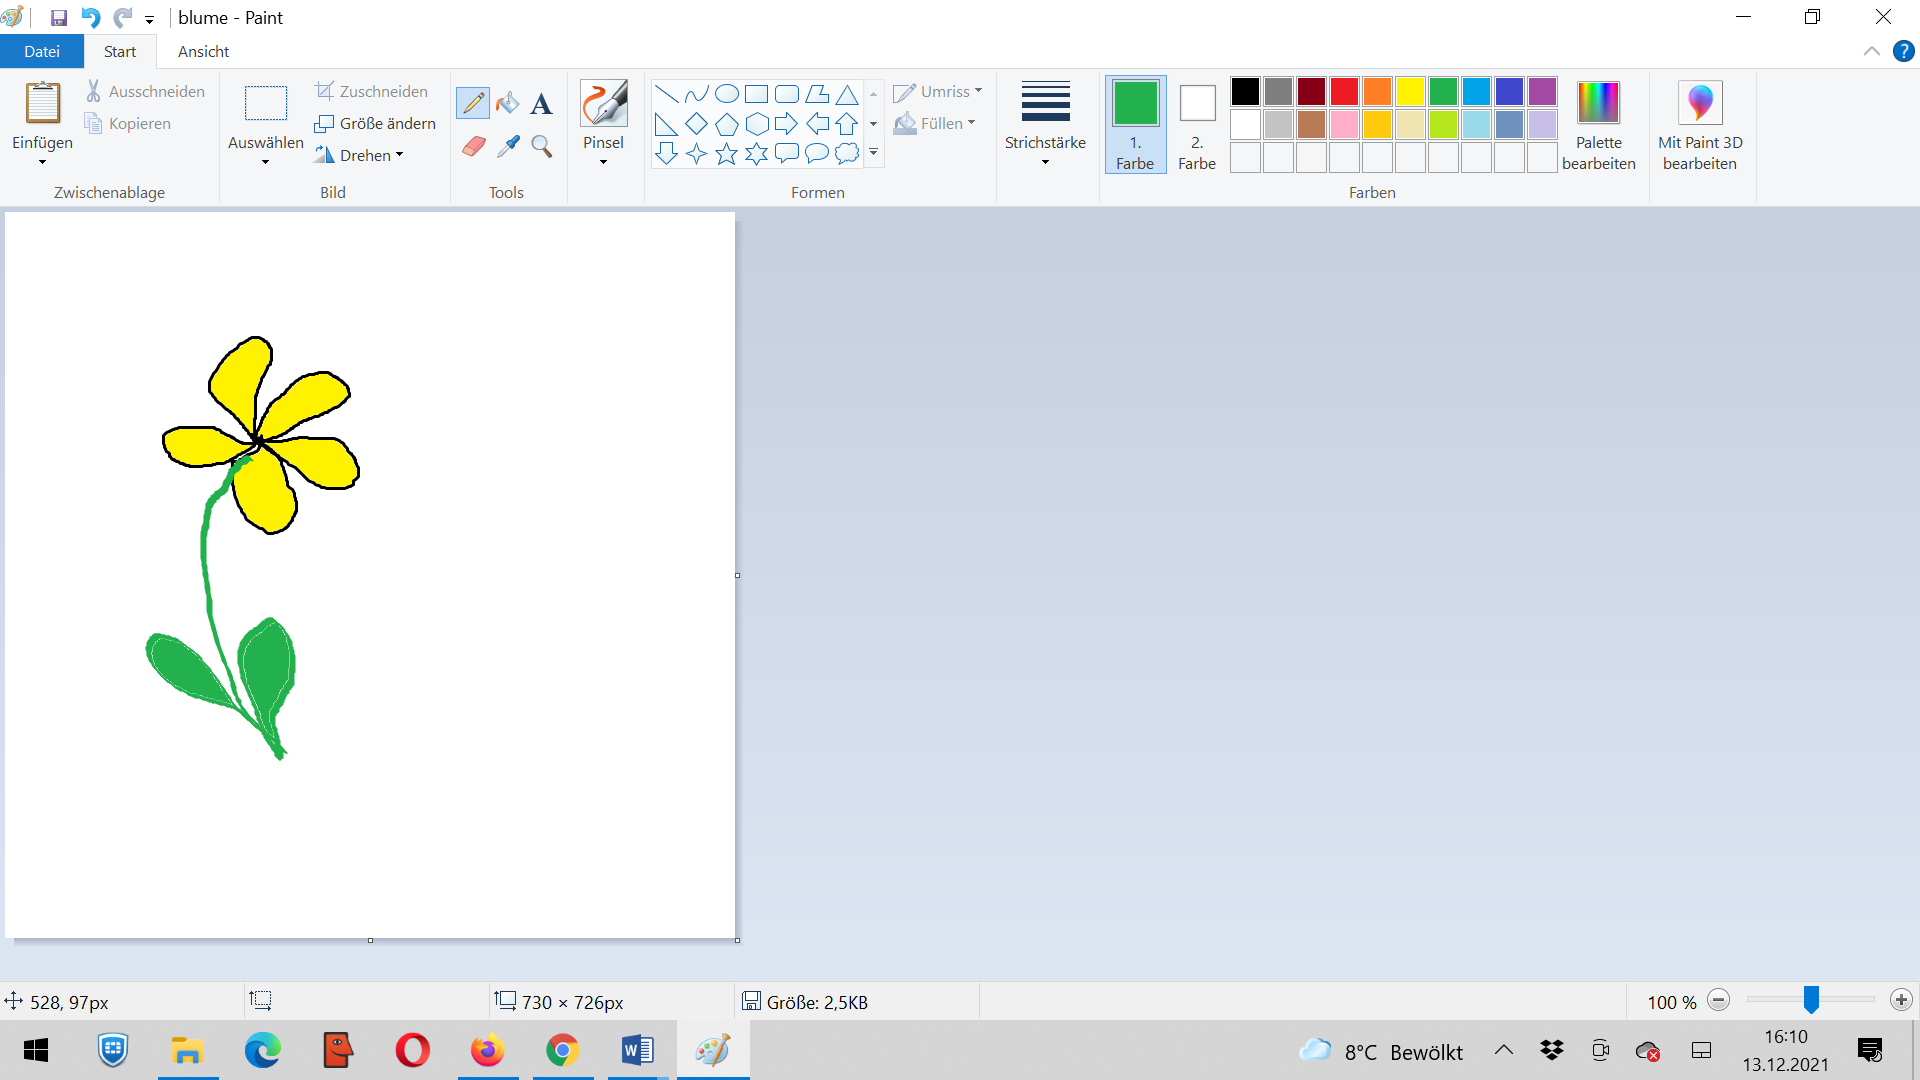 blume - Paint
Datei Start Ansicht
?
Einfügen
Ausschneiden
Kopieren
Zwischenablage
Auswählen
Zuschneiden
Größe ändern
Drehen
Bild
A
Tools
Pinsel
Formen
Umriss
Füllen
Strichstärke
1.
Farbe
2.
Farbe
Farben
Palette
bearbeiten
Mit Paint 3D
bearbeiten
528, 97px
730 × 726px
Größe: 2,5KB
100 %
8°C Bewölkt
16:10
13.12.2021